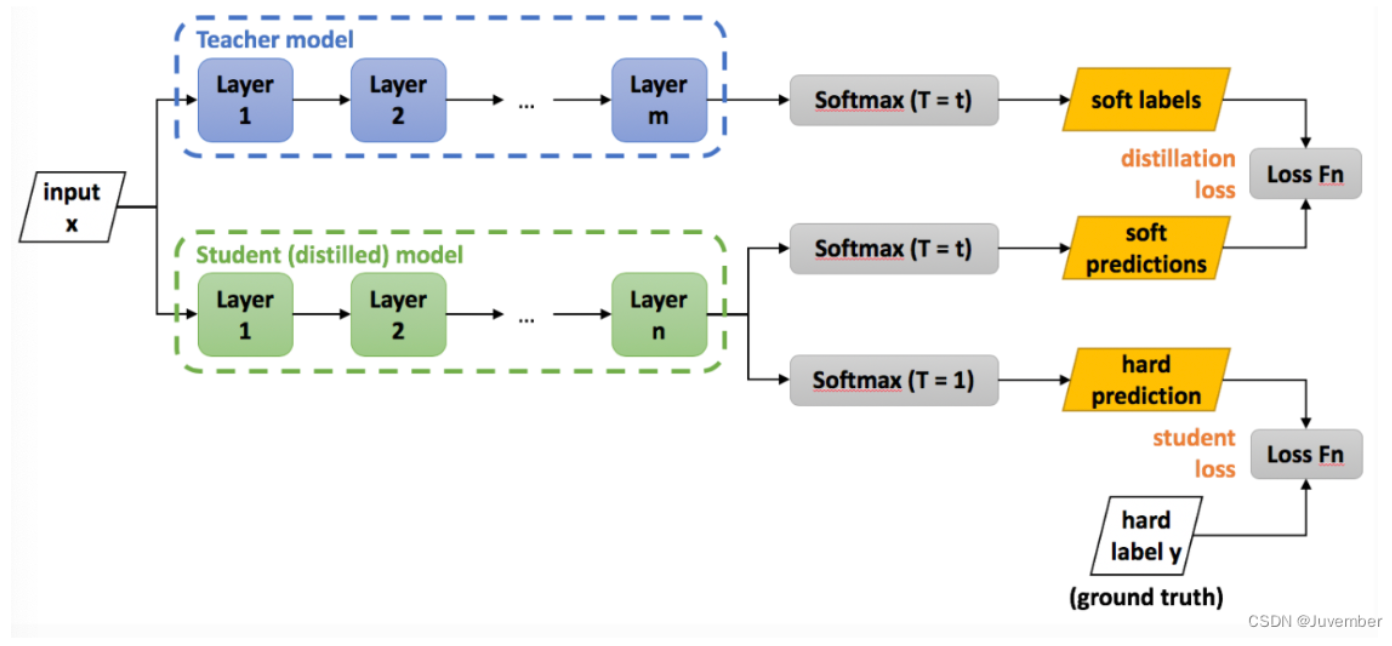 Teacher model
Layer
1
Layer
2
...
Layer
m
Softmax (T = t)
soft labels
distillation
loss
Loss Fn
input
x
Student (distilled) model
Layer
1
Layer
2
...
Layer
n
Softmax (T = t)
soft
predictions
Softmax (T = 1)
hard
prediction
student
loss
Loss Fn
hard
label y
(ground truth)
CSDN @Juvember